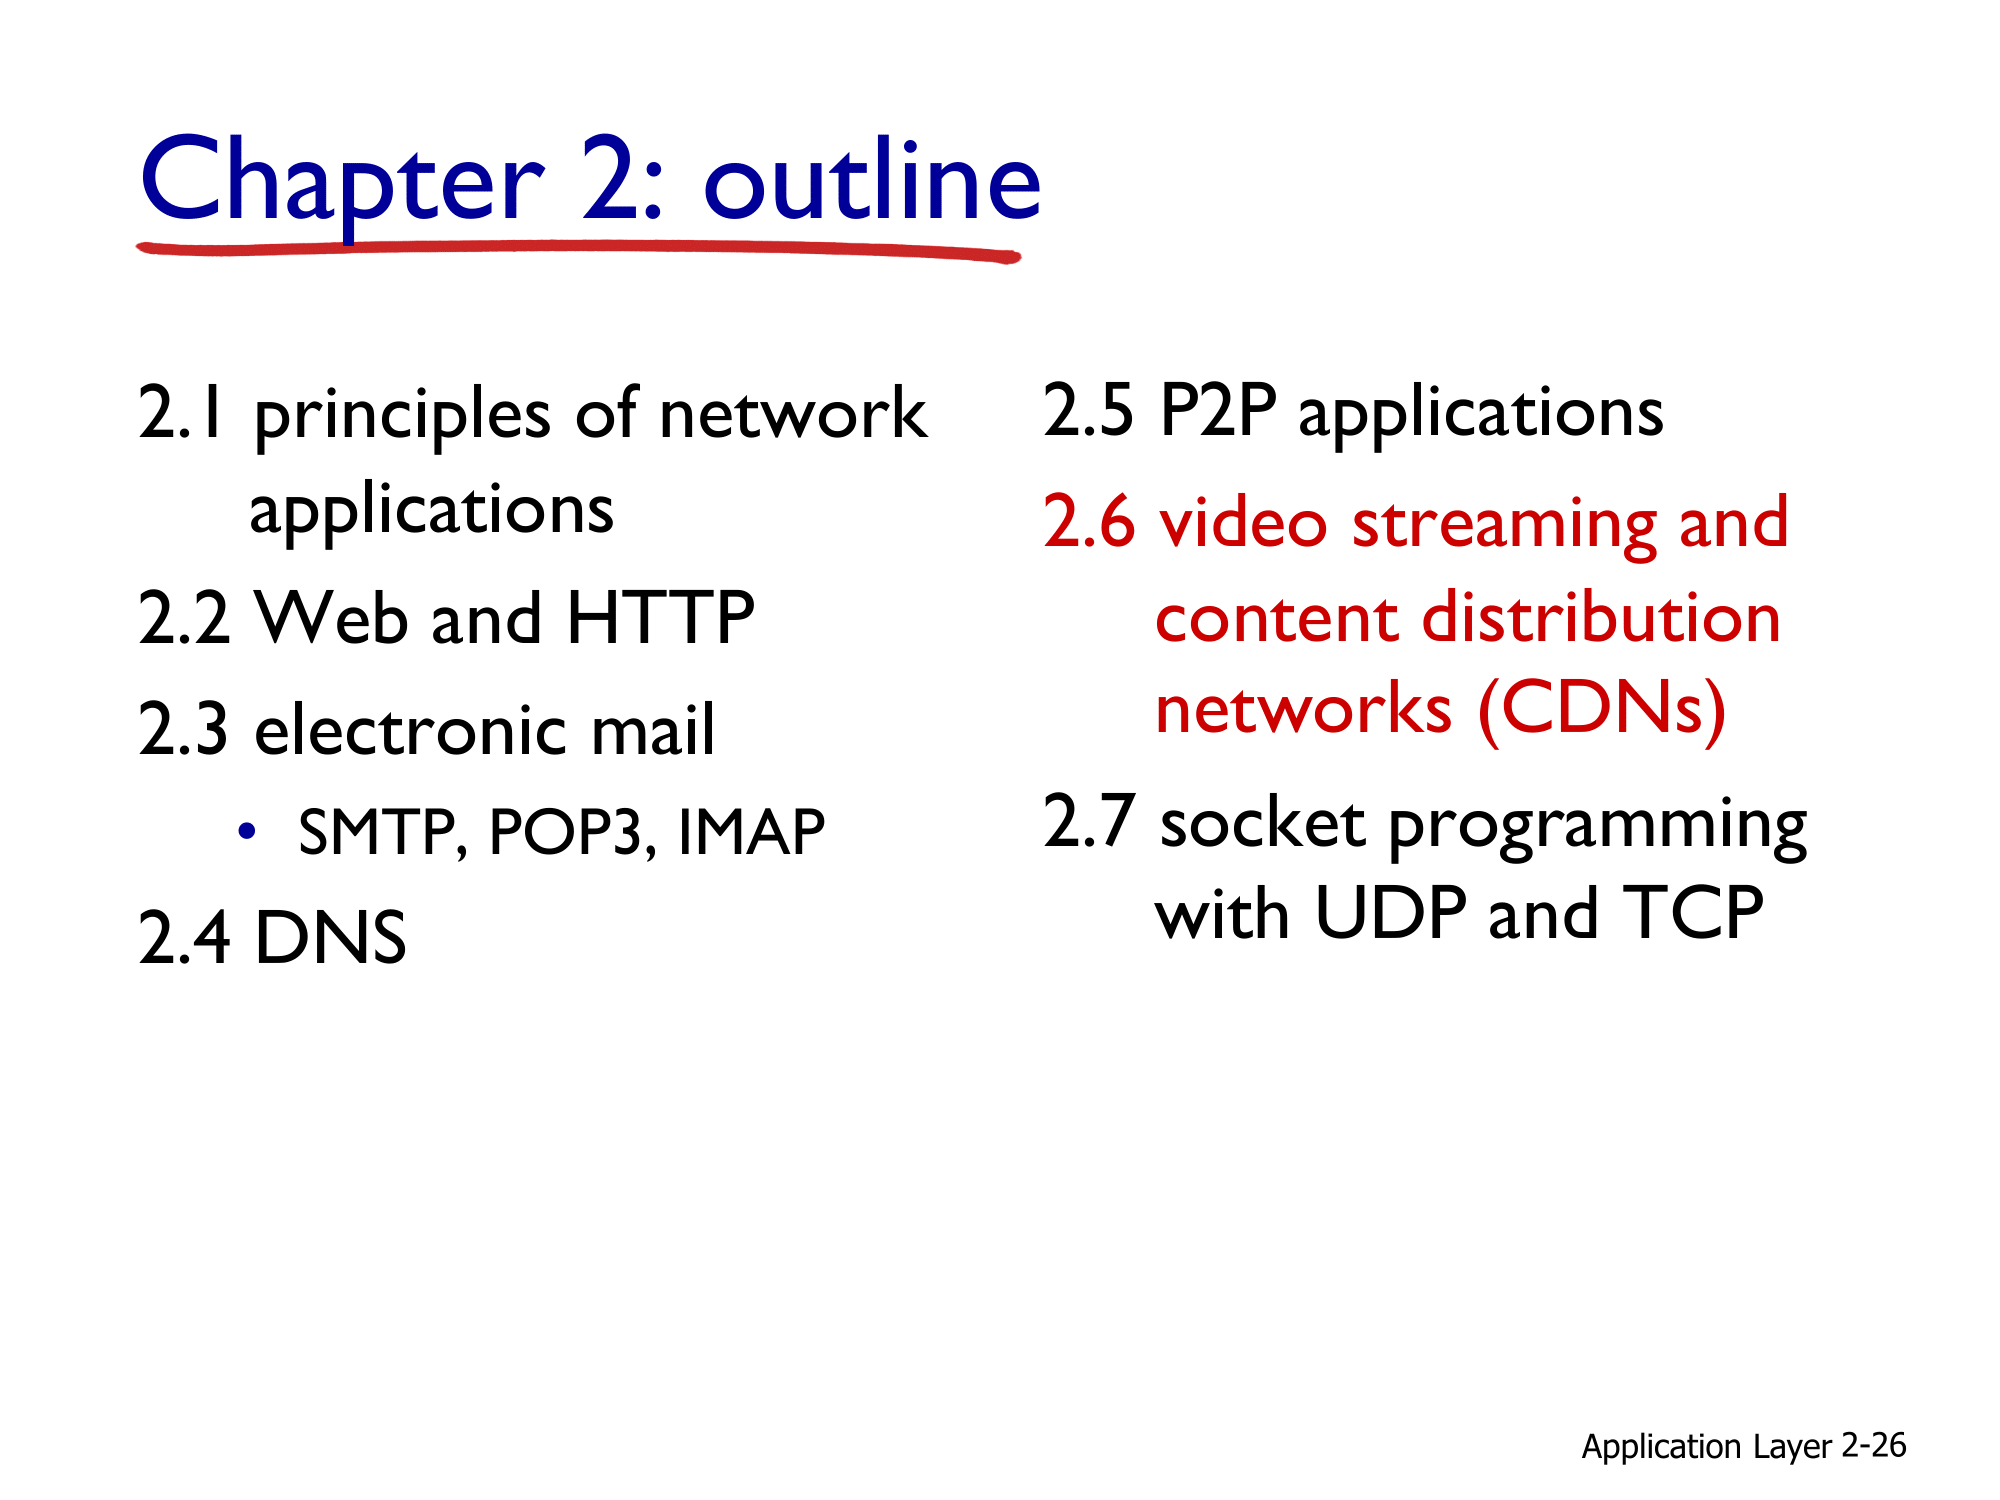 Chapter 2: outline
2.1 principles of network
applications
2.2 Web and HTTP
2.3 electronic mail
• SMTP, POP3, IMAP
2.4 DNS
2.5 P2P applications
2.6 video streaming and
content distribution
networks (CDNs)
2.7 socket programming
with UDP and TCP
Application Layer 2-26